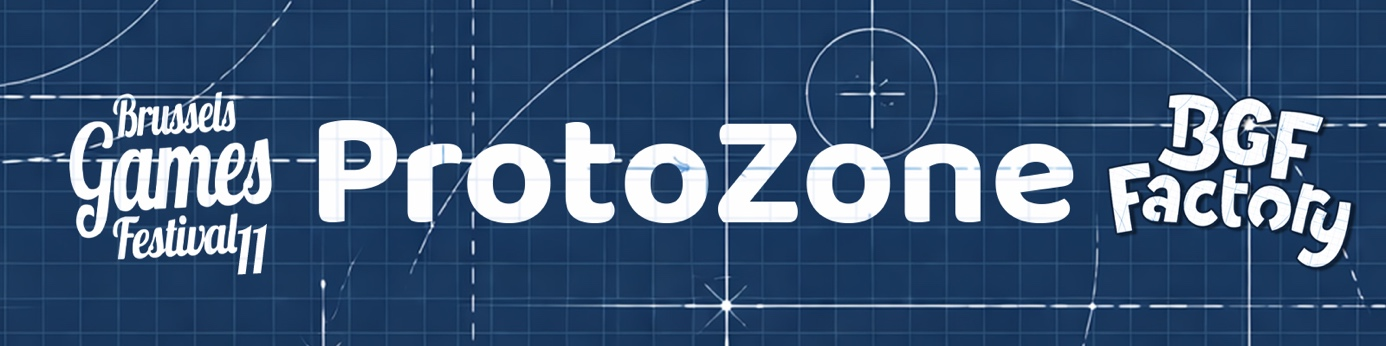 Brussels
Games
Festival 11
ProtoZone
BGF
Factory